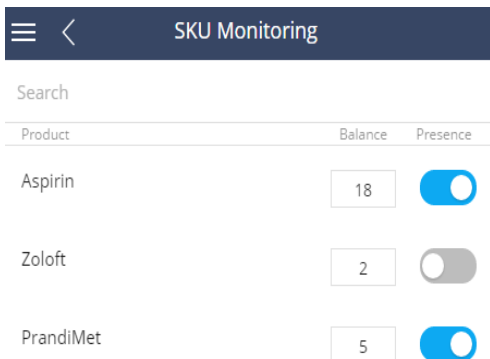 SKU Monitoring
Search
Product Balance Presence
Aspirin 18
Zoloft 2
PrandiMet 5